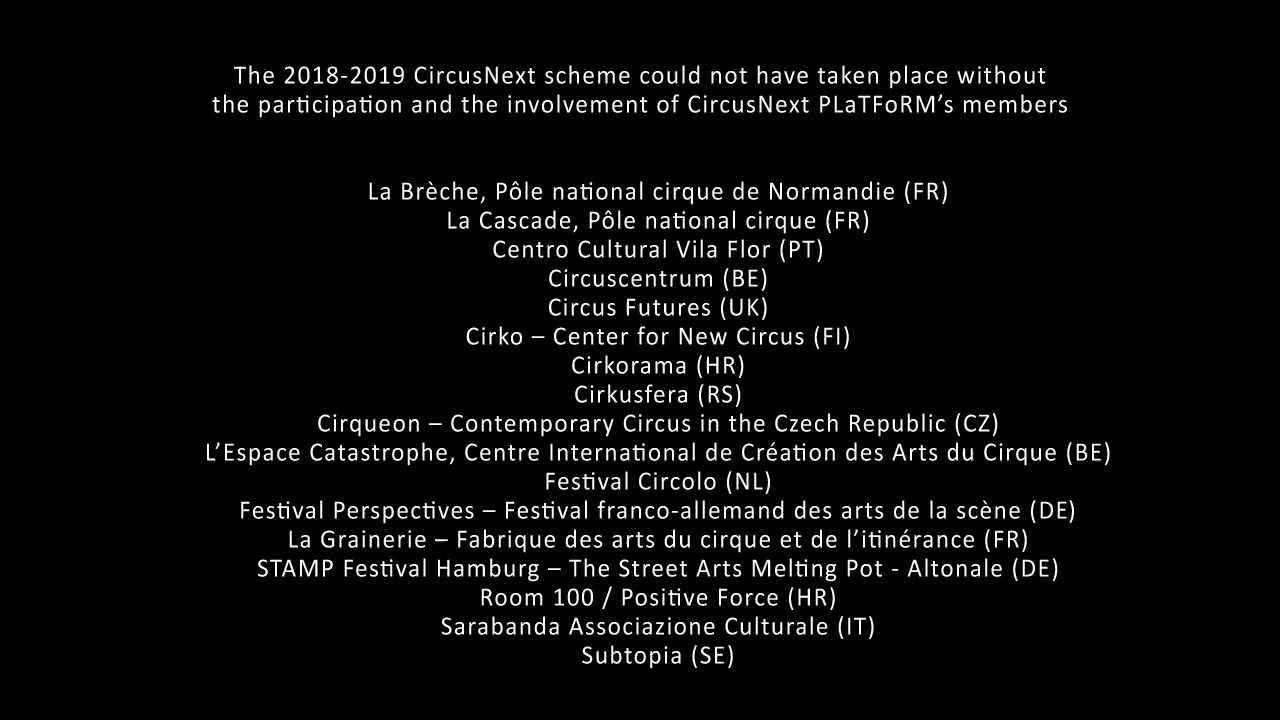 The 2018-2019 CircusNext scheme could not have taken place without
the participation and the involvement of CircusNext PLaTFoRM’s members
La Brèche, Pôle national cirque de Normandie (FR)
La Cascade, Pôle national cirque (FR)
Centro Cultural Vila Flor (PT)
Circuscentrum (BE)
Circus Futures (UK)
Cirko – Center for New Circus (FI)
Cirkorama (HR)
Cirkusfera (RS)
Cirqueon – Contemporary Circus in the Czech Republic (CZ)
L’Espace Catastrophe, Centre International de Création des Arts du Cirque (BE)
Festival Circolo (NL)
Festival Perspectives – Festival franco-allemand des arts de la scène (DE)
La Grainerie – Fabrique des arts du cirque et de l’itinérance (FR)
STAMP Festival Hamburg – The Street Arts Melting Pot - Altonale (DE)
Room 100 / Positive Force (HR)
Sarabanda Associazione Culturale (IT)
Subtopia (SE)